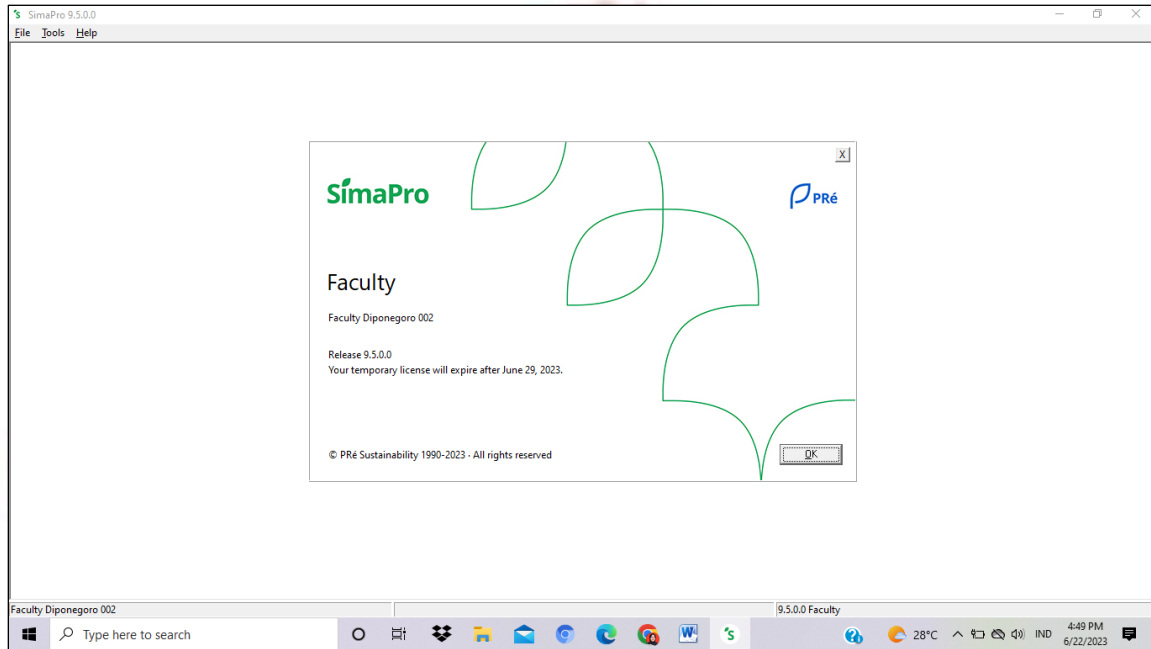 SimaPro 9.5.0.0
File Tools Help
X
SimaPro
PRé
Faculty
Faculty Diponegoro 002
Release 9.5.0.0
Your temporary license will expire after June 29, 2023.
© PRé Sustainability 1990-2023 - All rights reserved
OK
Faculty Diponegoro 002
9.5.0.0 Faculty
Type here to search
28°C
IND
4:49 PM
6/22/2023